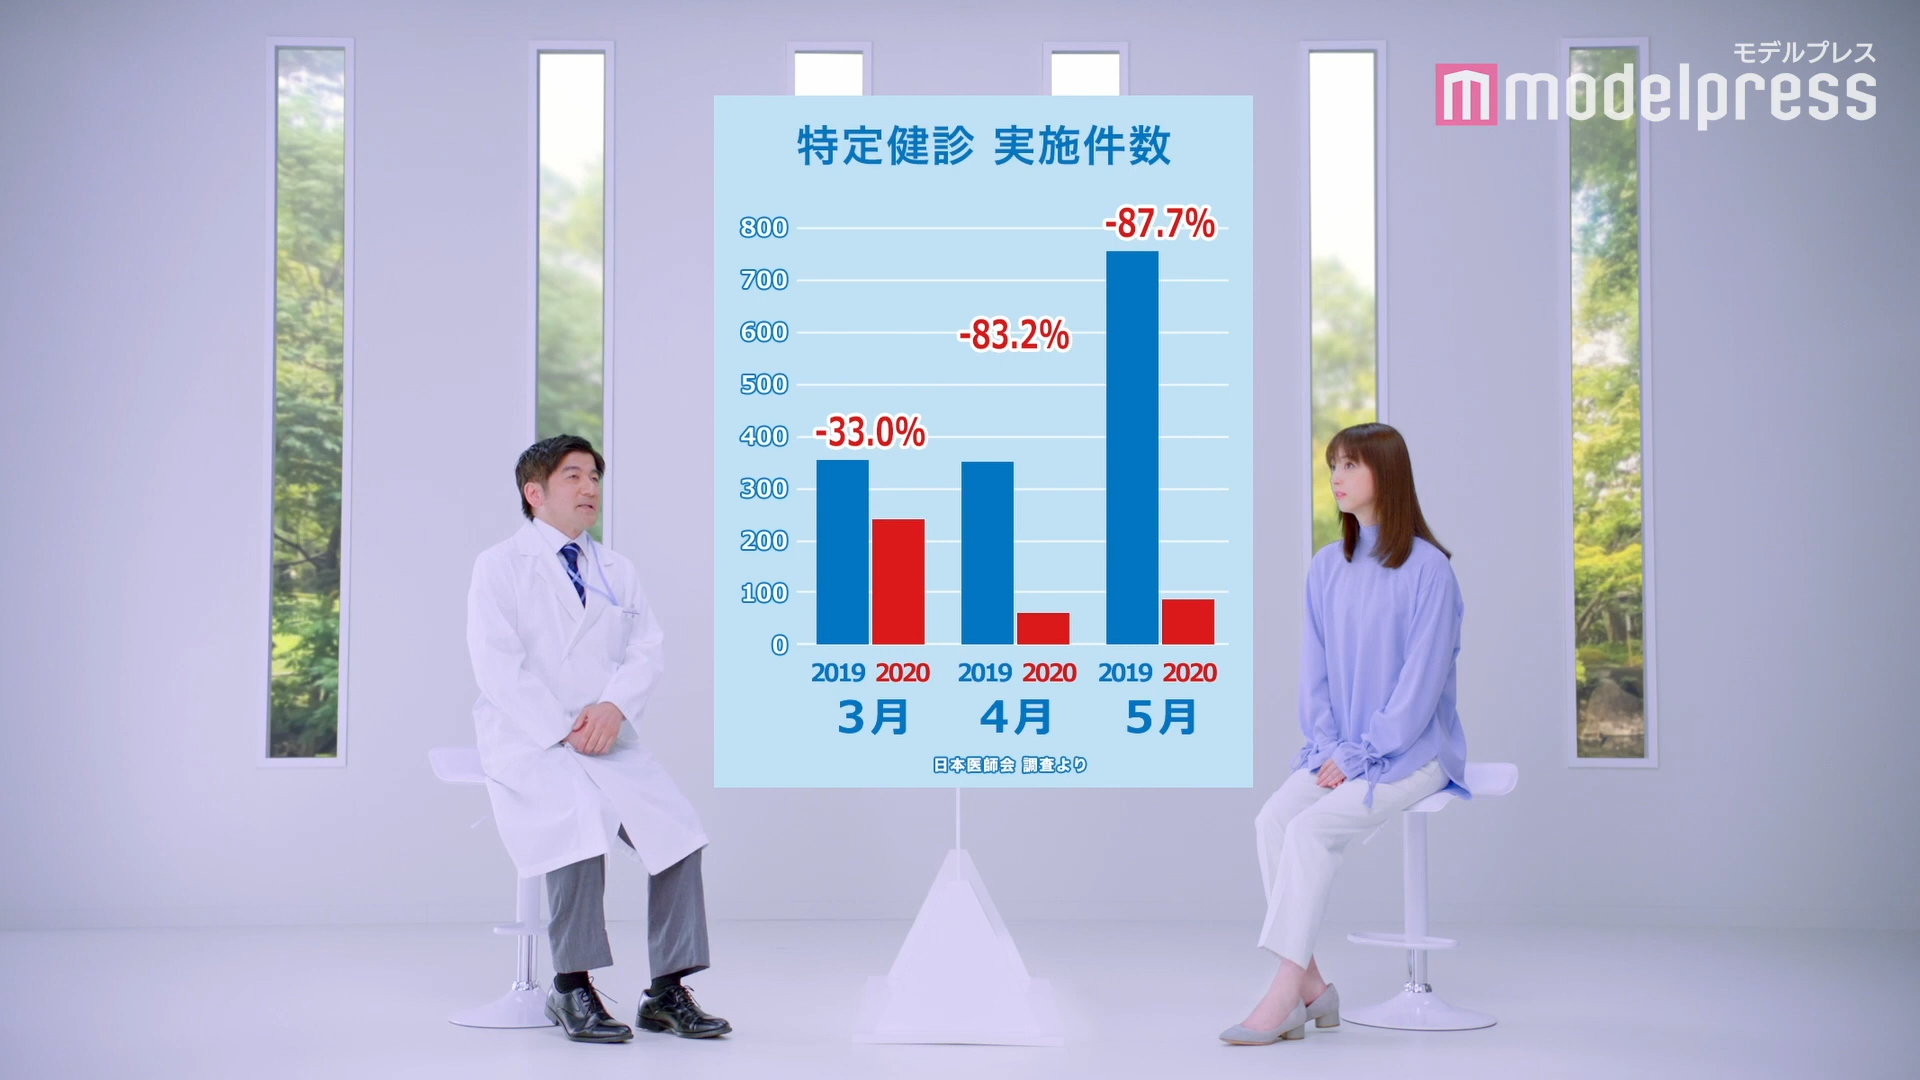 モデルプレス
modelpress
特定健診 実施件数
800
700
600
500
400
300
200
100
0
-33.0%
-83.2%
-87.7%
2019 2020 2019 2020 2019 2020
3月 4月 5月
日本医師会 調査より